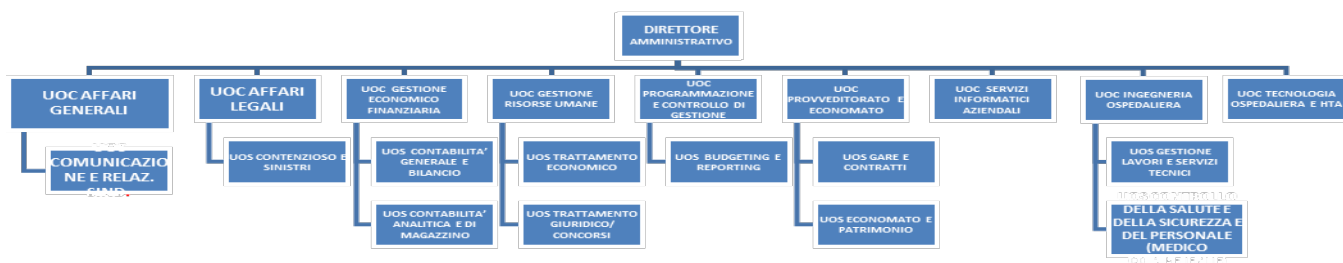 DIRETTORE
AMMINISTRATIVO
UOC AFFARI
GENERALI
UOC AFFARI
LEGALI
UOC GESTIONE
ECONOMICO
FINANZIARIA
UOC GESTIONE
RISORSE UMANE
UOC
PROGRAMMAZIONE
E CONTROLLO DI
GESTIONE
UOC
PROVVEDITORATO E
ECONOMATO
UOC SERVIZI
INFORMATICI
AZIENDALI
UOC INGEGNERIA
OSPEDALIERA
UOC TECNOLOGIA
OSPEDALIERA E HTA
COMUNICAZIO
NE E RELAZ.
SIND.
UOS CONTENZIOSO E
SINISTRI
UOS CONTABILITA'
GENERALE E
BILANCIO
UOS TRATTAMENTO
ECONOMICO
UOS BUDGETING E
REPORTING
UOS GARE E
CONTRATTI
UOS GESTIONE
LAVORI E SERVIZI
TECNICI
UOS CONTABILITA'
ANALITICA E DI
MAGAZZINO
UOS TRATTAMENTO
GIURIDICO/
CONCORSI
UOS ECONOMATO E
PATRIMONIO
DELLA SALUTE E
DELLA SICUREZZA E
DEL PERSONALE
(MEDICO